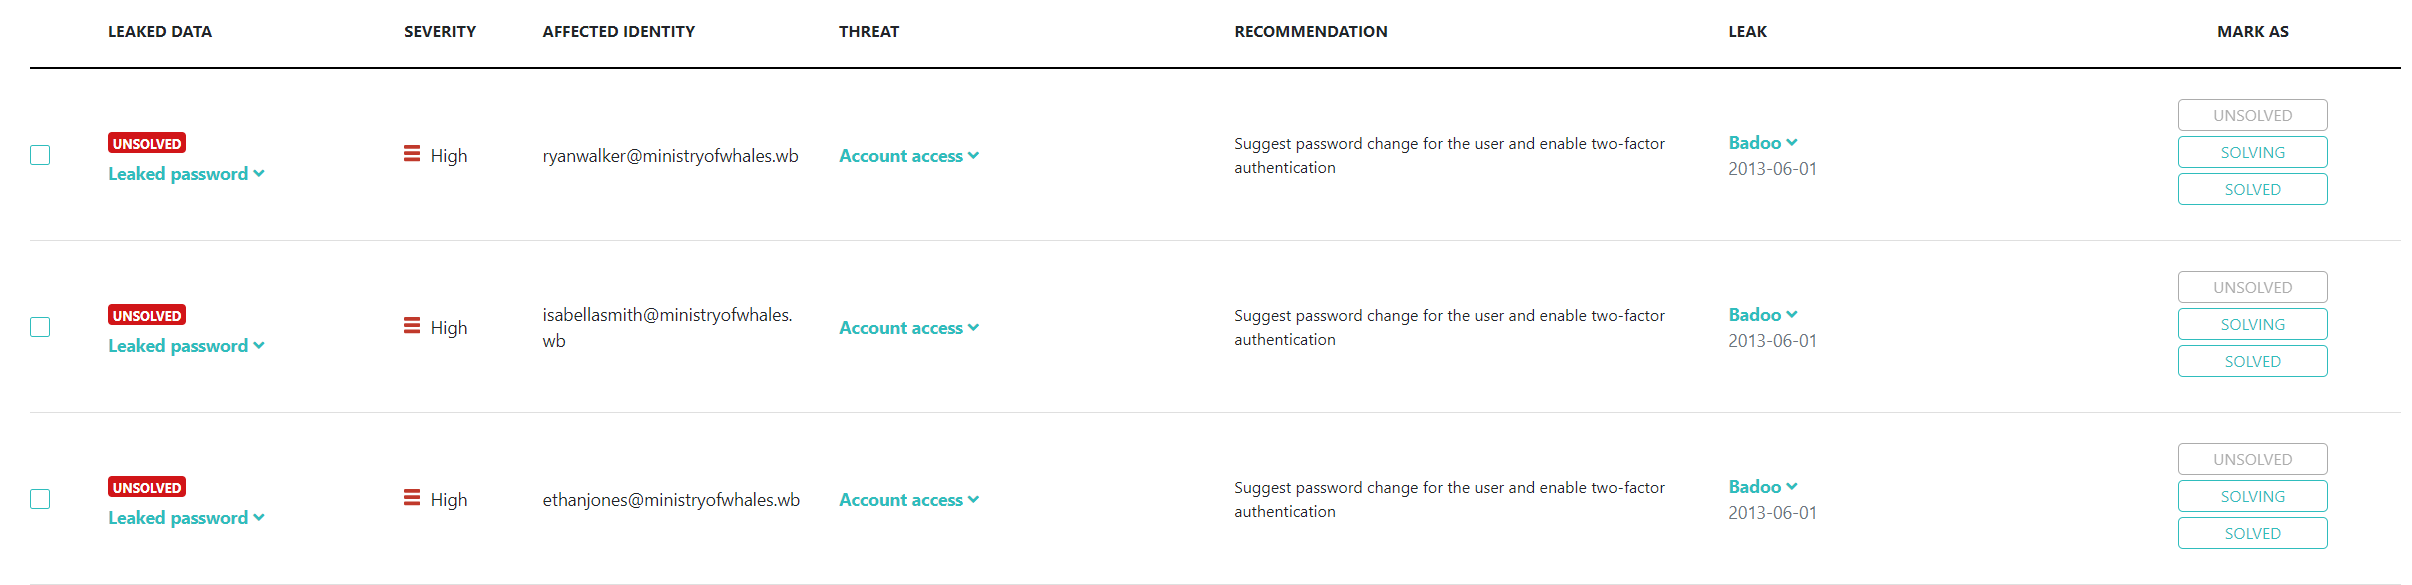 LEAKED DATA SEVERITY AFFECTED IDENTITY THREAT RECOMMENDATION LEAK MARK AS
UNSOLVED
Leaked password
High
ryanwalker@ministryofwhales.wb
Account access
Suggest password change for the user and enable two-factor
authentication
Badoo
2013-06-01
UNSOLVED
SOLVING
SOLVED
UNSOLVED
Leaked password
High
isabellasmith@ministryofwhales.
wb
Account access
Suggest password change for the user and enable two-factor
authentication
Badoo
2013-06-01
UNSOLVED
SOLVING
SOLVED
UNSOLVED
Leaked password
High
ethanjones@ministryofwhales.wb
Account access
Suggest password change for the user and enable two-factor
authentication
Badoo
2013-06-01
UNSOLVED
SOLVING
SOLVED